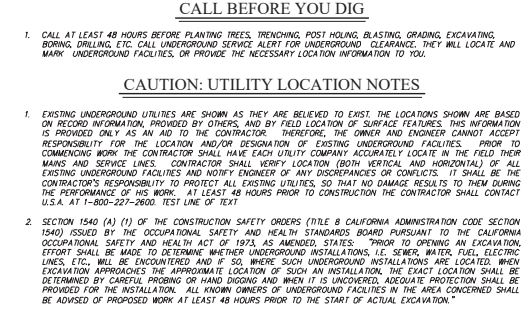 CALL BEFORE YOU DIG
1. CALL AT LEAST 48 HOURS BEFORE PLANTING TREES, TRENCHING, POST HOLING, BLASTING, GRADING, EXCAVATING,
BORING, DRILLING, ETC. CALL UNDERGROUND SERVICE ALERT FOR UNDERGROUND CLEARANCE. THEY WILL LOCATE AND
MARK UNDERGROUND FACILITIES, OR PROVIDE THE NECESSARY LOCATION INFORMATION TO YOU.
CAUTION: UTILITY LOCATION NOTES
1. EXISTING UNDERGROUND UTILITIES ARE SHOWN AS THEY ARE BELIEVED TO EXIST. THE LOCATIONS SHOWN ARE BASED
ON RECORD INFORMATION, PROVIDED BY OTHERS, AND BY FIELD LOCATION OF SURFACE FEATURES. THIS INFORMATION
IS PROVIDED ONLY AS AN AID TO THE CONTRACTOR. THEREFORE, THE OWNER AND ENGINEER CANNOT ACCEPT
RESPONSIBILITY FOR THE LOCATION AND/OR DESIGNATION OF EXISTING UNDERGROUND FACILITIES. PRIOR TO
COMMENCING WORK THE CONTRACTOR SHALL HAVE EACH UTILITY COMPANY ACCURATELY LOCATE IN THE FIELD THEIR
MAINS AND SERVICE LINES. CONTRACTOR SHALL VERIFY LOCATION (BOTH VERTICAL AND HORIZONTAL) OF ALL
EXISTING UNDERGROUND FACILITIES AND NOTIFY ENGINEER OF ANY DISCREPANCIES OR CONFLICTS. IT SHALL BE THE
CONTRACTOR'S RESPONSIBILITY TO PROTECT ALL EXISTING UTILITIES, SO THAT NO DAMAGE RESULTS TO THEM DURING
THE PERFORMANCE OF HIS WORK. AT LEAST 48 HOURS PRIOR TO CONSTRUCTION THE CONTRACTOR SHALL CONTACT
U.S.A. AT 1-800-227-2600. TEST LINE OF TEXT
2. SECTION 1540 (A) (1) OF THE CONSTRUCTION SAFETY ORDERS (TITLE 8 CALIFORNIA ADMINISTRATION CODE SECTION
1540) ISSUED BY THE OCCUPATIONAL SAFETY AND HEALTH STANDARDS BOARD PURSUANT TO THE CALIFORNIA
OCCUPATIONAL SAFETY AND HEALTH ACT OF 1973, AS AMENDED, STATES: "PRIOR TO OPENING AN EXCAVATION,
EFFORT SHALL BE MADE TO DETERMINE WHETHER UNDERGROUND INSTALLATIONS, I.E. SEWER, WATER, FUEL, ELECTRIC
LINES, ETC., WILL BE ENCOUNTERED AND IF SO, WHERE SUCH UNDERGROUND INSTALLATIONS ARE LOCATED. WHEN
EXCAVATION APPROACHES THE APPROXIMATE LOCATION OF SUCH AN INSTALLATION, THE EXACT LOCATION SHALL BE
DETERMINED BY CAREFUL PROBING OR HAND DIGGING AND WHEN IT IS UNCOVERED, ADEQUATE PROTECTION SHALL BE
PROVIDED FOR THE INSTALLATION. ALL KNOWN OWNERS OF UNDERGROUND FACILITIES IN THE AREA CONCERNED SHALL
BE ADVISED OF PROPOSED WORK AT LEAST 48 HOURS PRIOR TO THE START OF ACTUAL EXCAVATION."